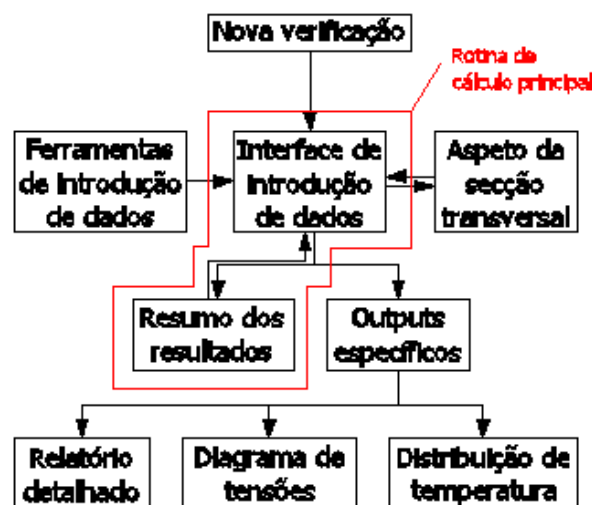 Nova verificação
Rotina de
cálculo principal
Ferramentas
de introdução
de dados
Interface de
introdução
de dados
Aspeto da
secção
transversal
Resumo dos
resultados
Outputs
específicos
Relatório
detalhado
Diagrama de
tensões
Distribuição de
temperatura